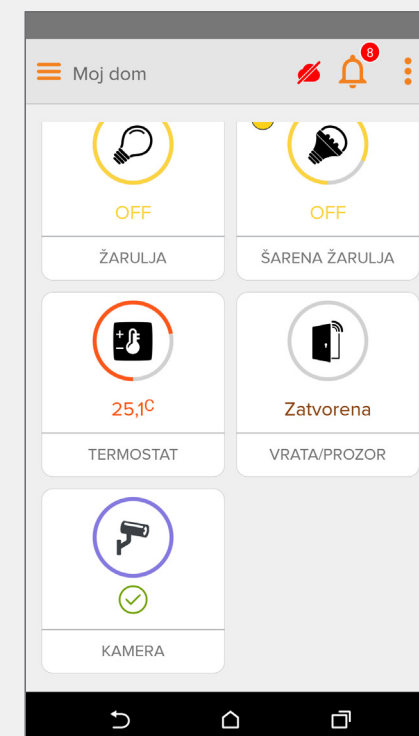 Moj dom
8
OFF
OFF
ŽARULJA
ŠARENA ŽARULJA
25,1C
Zatvorena
TERMOSTAT
VRATA/PROZOR
KAMERA